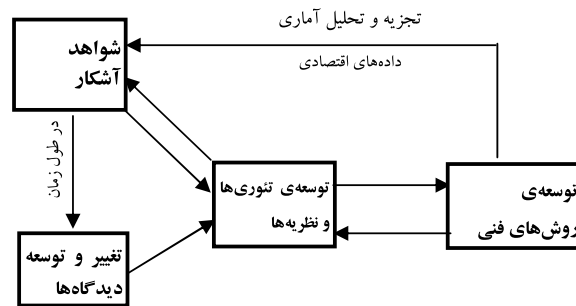 تجزیه و تحلیل آماری
شواهد
آشکار
داده‌های اقتصادی
در طول زمان
توسعه‌ی تئوری‌ها
و نظریه‌ها
توسعه‌ی
روش‌های فنی
تغییر و توسعه
دیدگاه‌ها